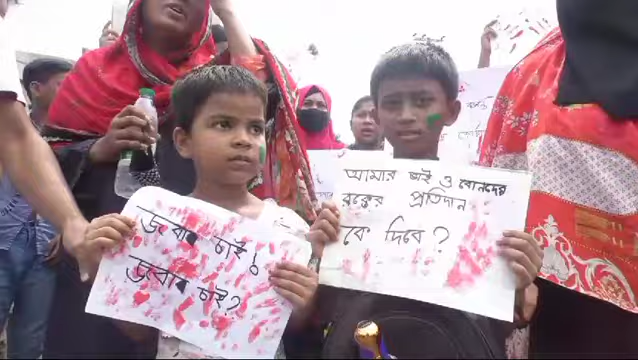 জবাব চাই!
জবাব চাই?
আমার ভাই ও বোনদের
রক্তের প্রতিদান
কে দিবে?